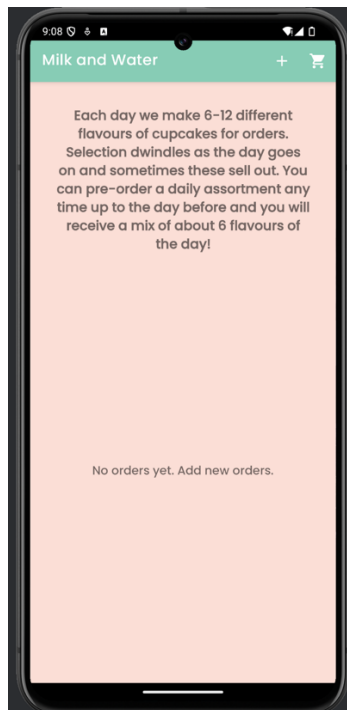 9:08
Milk and Water
Each day we make 6-12 different
flavours of cupcakes for orders.
Selection dwindles as the day goes
on and sometimes these sell out. You
can pre-order a daily assortment any
time up to the day before and you will
receive a mix of about 6 flavours of
the day!
No orders yet. Add new orders.